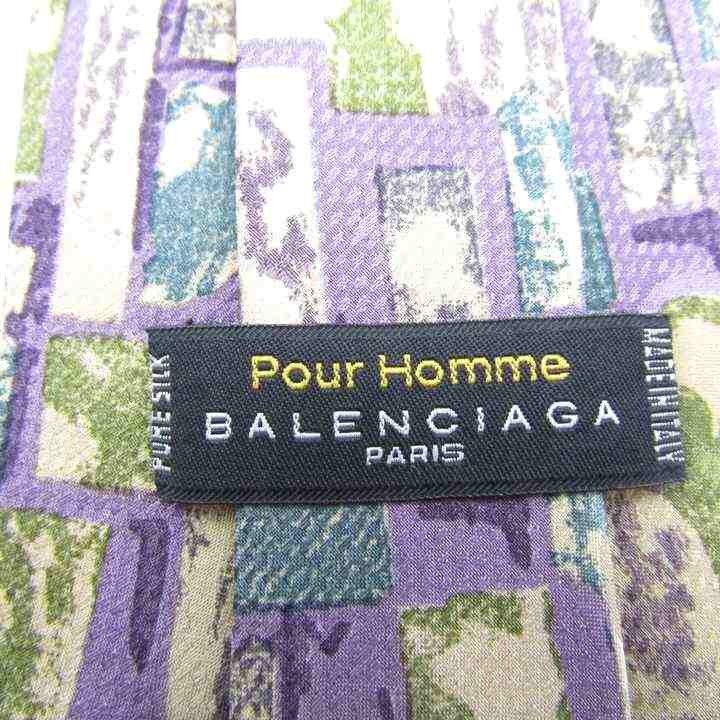 Pour Homme
BALENCIAGA
PARIS
PURE SILK
MADE IN ITALY